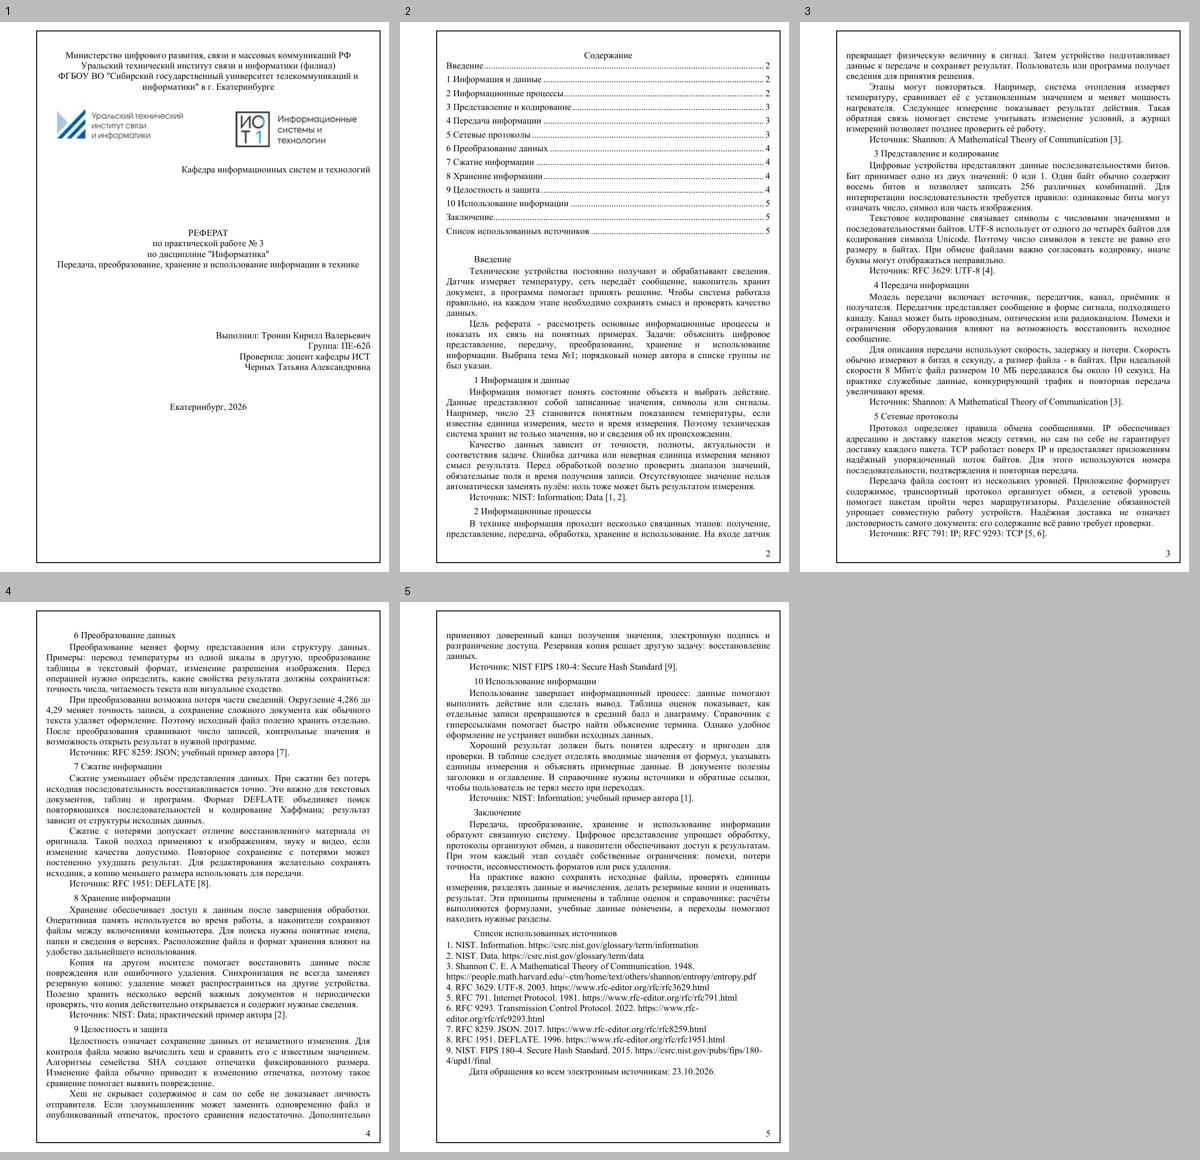 1
Министерство цифрового развития, связи и массовых коммуникаций РФ
Уральский технический институт связи и информатики (филиал)
ФГБОУ ВО "Сибирский государственный университет телекоммуникаций и
информатики" в г. Екатеринбурге
Уральский технический
институт связи
и информатики
ИО
Т 1
Информационные
системы и
технологии
Кафедра информационных систем и технологий
РЕФЕРАТ
по практической работе № 3
по дисциплине "Информатика"
Передача, преобразование, хранение и использование информации в технике
Выполнил: Тронин Кирилл Валерьевич
Группа: ПЕ-62б
Проверила: доцент кафедры ИСТ
Черных Татьяна Александровна
Екатеринбург, 2026
2
Содержание
Введение 2
1 Информация и данные 2
2 Информационные процессы 2
3 Представление и кодирование 3
4 Передача информации 3
5 Сетевые протоколы 3
6 Преобразование данных 4
7 Сжатие информации 4
8 Хранение информации 4
9 Целостность и защита 4
10 Использование информации 5
Заключение 5
Список использованных источников 5
Введение
Технические устройства постоянно получают и обрабатывают сведения.
Датчик измеряет температуру, сеть передаёт сообщение, накопитель хранит
документ, а программа помогает принять решение. Чтобы система работала
правильно, на каждом этапе необходимо сохранять смысл и проверять качество
данных.
Цель реферата - рассмотреть основные информационные процессы и
показать их связь на понятных примерах. Задачи: объяснить цифровое
представление, передачу, преобразование, хранение и использование
информации. Выбрана тема №1; порядковый номер автора в списке группы не
был указан.
1 Информация и данные
Информация помогает понять состояние объекта и выбрать действие.
Данные представляют собой записанные значения, символы или сигналы.
Например, число 23 становится понятным показанием температуры, если
известны единица измерения, место и время измерения. Поэтому техническая
система хранит не только значения, но и сведения об их происхождении.
Качество данных зависит от точности, полноты, актуальности и
соответствия задаче. Ошибка датчика или неверная единица измерения меняют
смысл результата. Перед обработкой полезно проверить диапазон значений,
обязательные поля и время получения записи. Отсутствующее значение нельзя
автоматически заменять нулём: ноль тоже может быть результатом измерения.
Источник: NIST: Information; Data [1, 2].
2 Информационные процессы
В технике информация проходит несколько связанных этапов: получение,
представление, передача, обработка, хранение и использование. На входе датчик
2
3
превращает физическую величину в сигнал. Затем устройство подготавливает
данные к передаче и сохраняет результат. Пользователь или программа получает
сведения для принятия решения.
Этапы могут повторяться. Например, система отопления измеряет
температуру, сравнивает её с установленным значением и меняет мощность
нагревателя. Следующее измерение показывает результат действия. Такая
обратная связь помогает системе учитывать изменение условий, а журнал
измерений позволяет позднее проверить её работу.
Источник: Shannon: A Mathematical Theory of Communication [3].
3 Представление и кодирование
Цифровые устройства представляют данные последовательностями битов.
Бит принимает одно из двух значений: 0 или 1. Один байт обычно содержит
восемь битов и позволяет записать 256 различных комбинаций. Для
интерпретации последовательности требуется правило: одинаковые биты могут
означать число, символ или часть изображения.
Текстовое кодирование связывает символы с числовыми значениями и
последовательностями байтов. UTF-8 использует от одного до четырёх байтов для
кодирования символа Unicode. Поэтому число символов в тексте не равно его
размеру в байтах. При обмене файлами важно согласовать кодировку, иначе
буквы могут отображаться неправильно.
Источник: RFC 3629: UTF-8 [4].
4 Передача информации
Модель передачи включает источник, передатчик, канал, приёмник и
получателя. Передатчик представляет сообщение в форме сигнала, подходящего
каналу. Канал может быть проводным, оптическим или радиоканалом. Помехи и
ограничения оборудования влияют на возможность восстановить исходное
сообщение.
Для описания передачи используют скорость, задержку и потери. Скорость
обычно измеряют в битах в секунду, а размер файла - в байтах. При идеальной
скорости 8 Мбит/с файл размером 10 МБ передавался бы около 10 секунд. На
практике служебные данные, конкурирующий трафик и повторная передача
увеличивают время.
Источник: Shannon: A Mathematical Theory of Communication [3].
5 Сетевые протоколы
Протокол определяет правила обмена сообщениями. IP обеспечивает
адресацию и доставку пакетов между сетями, но сам по себе не гарантирует
доставку каждого пакета. TCP работает поверх IP и предоставляет приложениям
надёжный упорядоченный поток байтов. Для этого используются номера
последовательности, подтверждения и повторная передача.
Передача файла состоит из нескольких уровней. Приложение формирует
содержимое, транспортный протокол организует обмен, а сетевой уровень
помогает пакетам пройти через маршрутизаторы. Разделение обязанностей
упрощает совместную работу устройств. Надёжная доставка не означает
достоверность самого документа: его содержание всё равно требует проверки.
Источник: RFC 791: IP; RFC 9293: TCP [5, 6].
3
4
6 Преобразование данных
Преобразование меняет форму представления или структуру данных.
Примеры: перевод температуры из одной шкалы в другую, преобразование
таблицы в текстовый формат, изменение разрешения изображения. Перед
операцией нужно определить, какие свойства результата должны сохраниться:
точность числа, читаемость текста или визуальное сходство.
При преобразовании возможна потеря части сведений. Округление 4,286 до
4,29 меняет точность записи, а сохранение сложного документа как обычного
текста удаляет оформление. Поэтому исходный файл полезно хранить отдельно.
После преобразования сравнивают число записей, контрольные значения и
возможность открыть результат в нужной программе.
Источник: RFC 8259: JSON; учебный пример автора [7].
7 Сжатие информации
Сжатие уменьшает объём представления данных. При сжатии без потерь
исходная последовательность восстанавливается точно. Это важно для текстовых
документов, таблиц и программ. Формат DEFLATE объединяет поиск
повторяющихся последовательностей и кодирование Хаффмана; результат
зависит от структуры исходных данных.
Сжатие с потерями допускает отличие восстановленного материала от
оригинала. Такой подход применяют к изображениям, звуку и видео, если
изменение качества допустимо. Повторное сохранение с потерями может
постепенно ухудшать результат. Для редактирования желательно сохранять
исходник, а копию меньшего размера использовать для передачи.
Источник: RFC 1951: DEFLATE [8].
8 Хранение информации
Хранение обеспечивает доступ к данным после завершения обработки.
Оперативная память используется во время работы, а накопители сохраняют
файлы между включениями компьютера. Для поиска нужны понятные имена,
папки и сведения о версиях. Расположение файла и формат хранения влияют на
удобство дальнейшего использования.
Копия на другом носителе помогает восстановить данные после
повреждения или ошибочного удаления. Синхронизация не всегда заменяет
резервную копию: удаление может распространиться на другие устройства.
Полезно хранить несколько версий важных документов и периодически
проверять, что копия действительно открывается и содержит нужные сведения.
Источник: NIST: Data; практический пример автора [2].
9 Целостность и защита
Целостность означает сохранение данных от незаметного изменения. Для
контроля файла можно вычислить хеш и сравнить его с известным значением.
Алгоритмы семейства SHA создают отпечатки фиксированного размера.
Изменение файла обычно приводит к изменению отпечатка, поэтому такое
сравнение помогает выявить повреждение.
Хеш не скрывает содержимое и сам по себе не доказывает личность
отправителя. Если злоумышленник может заменить одновременно файл и
опубликованный отпечаток, простого сравнения недостаточно. Дополнительно
4
5
применяют доверенный канал получения значения, электронную подпись и
разграничение доступа. Резервная копия решает другую задачу: восстановление
данных.
Источник: NIST FIPS 180-4: Secure Hash Standard [9].
10 Использование информации
Использование завершает информационный процесс: данные помогают
выполнить действие или сделать вывод. Таблица оценок показывает, как
отдельные записи превращаются в средний балл и диаграмму. Справочник с
гиперссылками помогает быстро найти объяснение термина. Однако удобное
оформление не устраняет ошибки исходных данных.
Хороший результат должен быть понятен адресату и пригоден для
проверки. В таблице следует отделять вводимые значения от формул, указывать
единицы измерения и объяснять примерные данные. В документе полезны
заголовки и оглавление. В справочнике нужны источники и обратные ссылки,
чтобы пользователь не терял место при переходах.
Источник: NIST: Information; учебный пример автора [1].
Заключение
Передача, преобразование, хранение и использование информации
образуют связанную систему. Цифровое представление упрощает обработку,
протоколы организуют обмен, а накопители обеспечивают доступ к результатам.
При этом каждый этап создаёт собственные ограничения: помехи, потери
точности, несовместимость форматов или риск удаления.
На практике важно сохранять исходные файлы, проверять единицы
измерения, разделять данные и вычисления, делать резервные копии и оценивать
результат. Эти принципы применены в таблице оценок и справочнике: расчёты
выполняются формулами, учебные данные помечены, а переходы помогают
находить нужные разделы.
Список использованных источников
1. NIST. Information. https://csrc.nist.gov/glossary/term/information
2. NIST. Data. https://csrc.nist.gov/glossary/term/data
3. Shannon C. E. A Mathematical Theory of Communication. 1948.
https://people.math.harvard.edu/~ctm/home/text/others/shannon/entropy/entropy.pdf
4. RFC 3629. UTF-8. 2003. https://www.rfc-editor.org/rfc/rfc3629.html
5. RFC 791. Internet Protocol. 1981. https://www.rfc-editor.org/rfc/rfc791.html
6. RFC 9293. Transmission Control Protocol. 2022. https://www.rfc-
editor.org/rfc/rfc9293.html
7. RFC 8259. JSON. 2017. https://www.rfc-editor.org/rfc/rfc8259.html
8. RFC 1951. DEFLATE. 1996. https://www.rfc-editor.org/rfc/rfc1951.html
9. NIST. FIPS 180-4. Secure Hash Standard. 2015. https://csrc.nist.gov/pubs/fips/180-
4/upd1/final
Дата обращения ко всем электронным источникам: 23.10.2026.
5